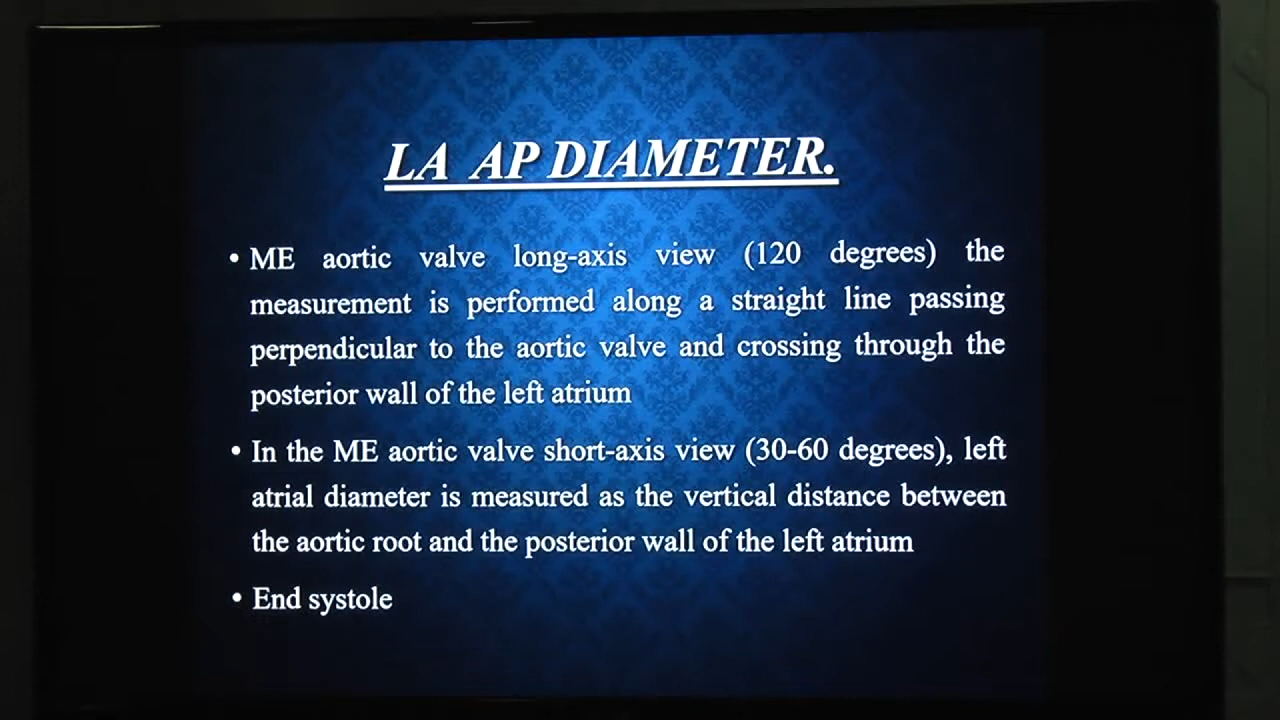 LA AP DIAMETER.
• ME aortic valve long-axis view (120 degrees) the
measurement is performed along a straight line passing
perpendicular to the aortic valve and crossing through the
posterior wall of the left atrium
• In the ME aortic valve short-axis view (30-60 degrees), left
atrial diameter is measured as the vertical distance between
the aortic root and the posterior wall of the left atrium
• End systole